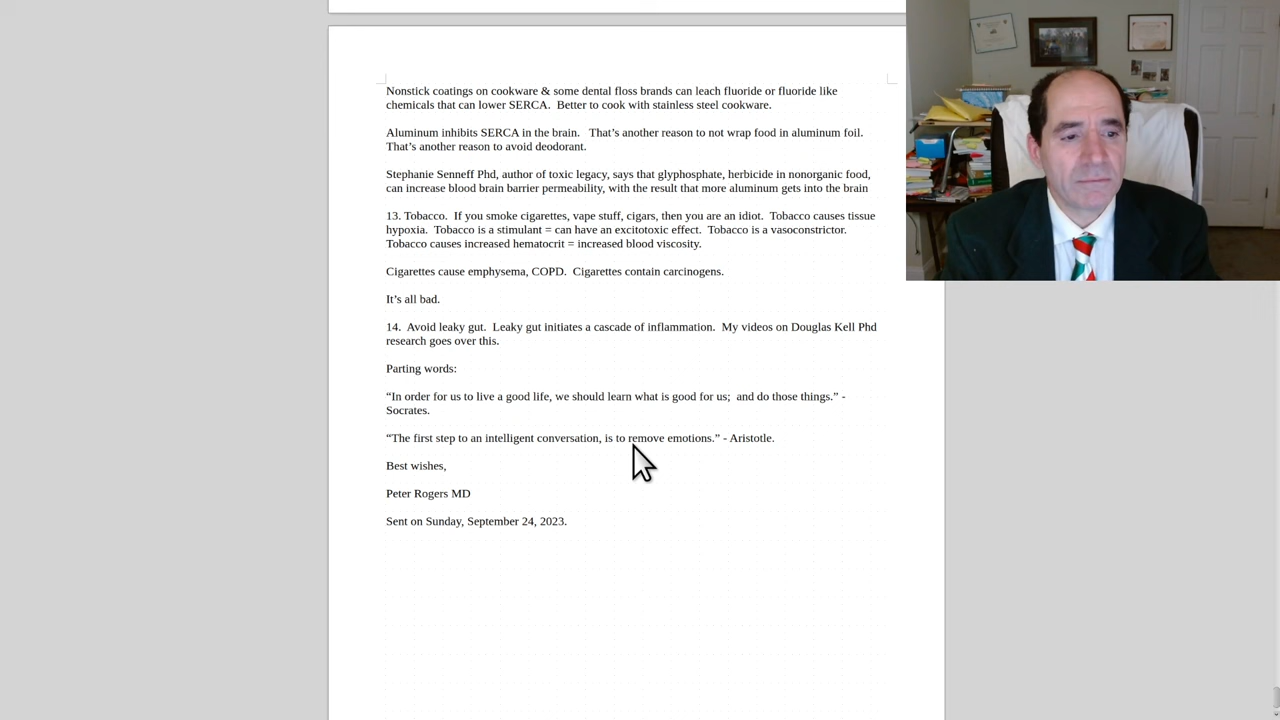 Nonstick coatings on cookware & some dental floss brands can leach fluoride or fluoride like
chemicals that can lower SERCA.  Better to cook with stainless steel cookware.
Aluminum inhibits SERCA in the brain.   That’s another reason to not wrap food in aluminum foil.
That’s another reason to avoid deodorant.
Stephanie Senneff Phd, author of toxic legacy, says that glyphosphate, herbicide in nonorganic food,
can increase blood brain barrier permeability, with the result that more aluminum gets into the brain
13. Tobacco.  If you smoke cigarettes, vape stuff, cigars, then you are an idiot.  Tobacco causes tissue
hypoxia.  Tobacco is a stimulant = can have an excitotoxic effect.  Tobacco is a vasoconstrictor.
Tobacco causes increased hematocrit = increased blood viscosity.
Cigarettes cause emphysema, COPD.  Cigarettes contain carcinogens.
It’s all bad.
14.  Avoid leaky gut.  Leaky gut initiates a cascade of inflammation.  My videos on Douglas Kell Phd
research goes over this.
Parting words:
“In order for us to live a good life, we should learn what is good for us;  and do those things.” -
Socrates.
“The first step to an intelligent conversation, is to remove emotions.” - Aristotle.
Best wishes,
Peter Rogers MD
Sent on Sunday, September 24, 2023.